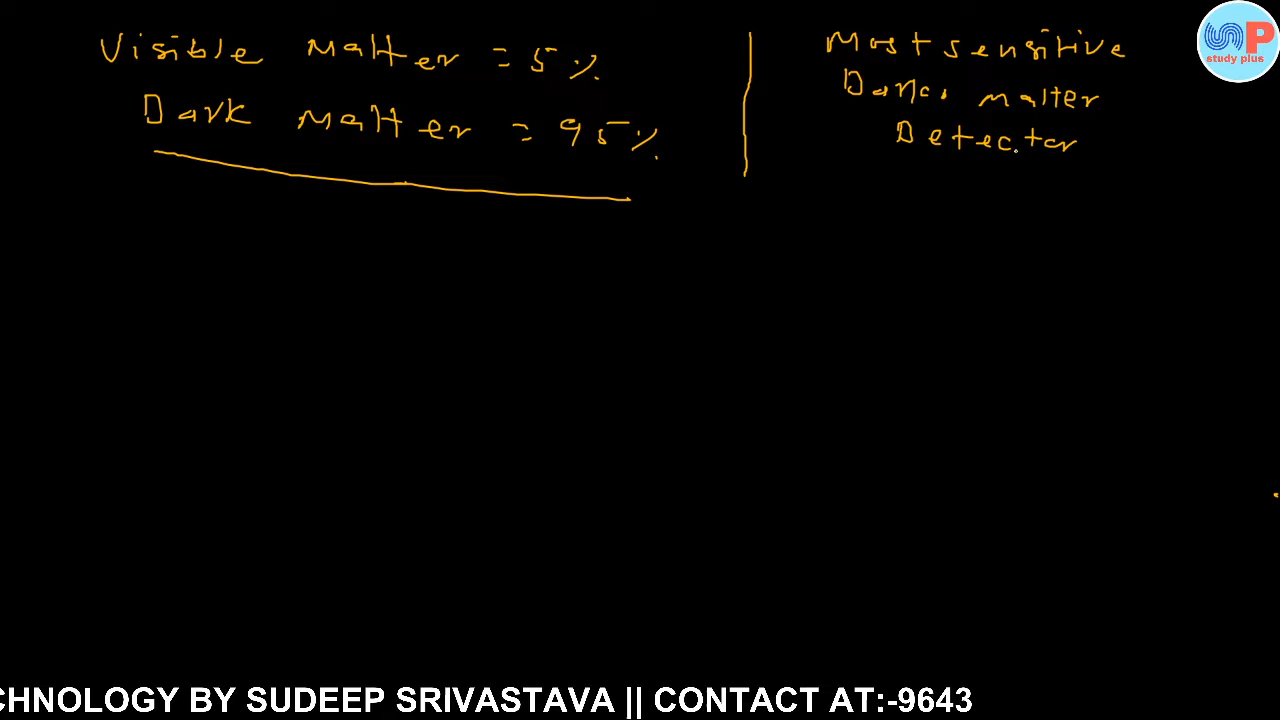 Visible matter = 5%
Dark matter = 95%
Most sensitive
Dark matter
Detector
SP
study plus
CHNOLOGY BY SUDEEP SRIVASTAVA || CONTACT AT:-9643